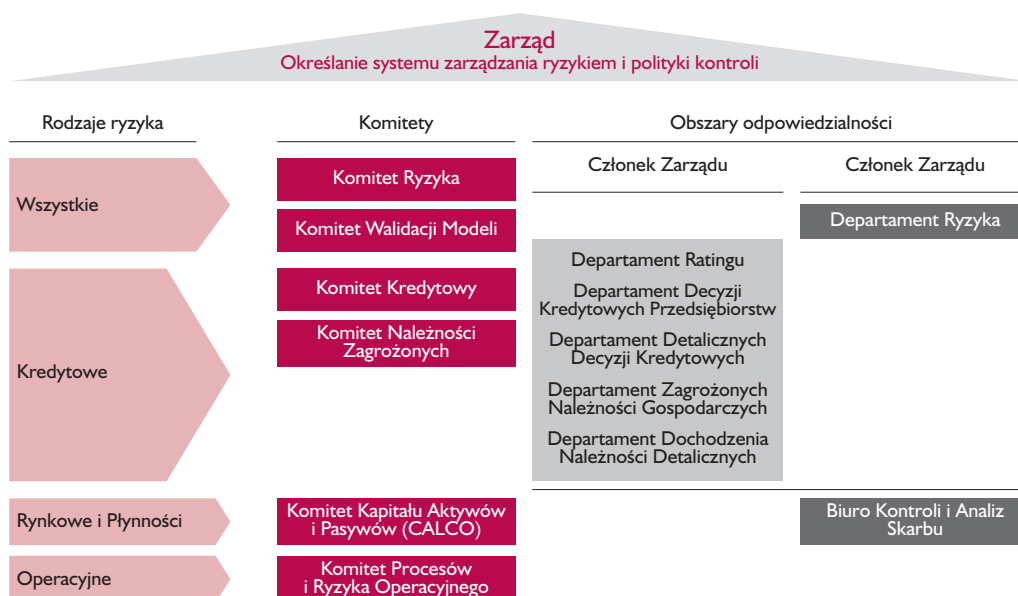 Zarząd
Określanie systemu zarządzania ryzykiem i polityki kontroli
Rodzaje ryzyka
Komitety
Obszary odpowiedzialności
Członek Zarządu
Członek Zarządu
Wszystkie
Komitet Ryzyka
Komitet Walidacji Modeli
Departament Ryzyka
Kredytowe
Komitet Kredytowy
Komitet Należności
Zagrożonych
Departament Ratingu
Departament Decyzji
Kredytowych Przedsiębiorstw
Departament Detalicznych
Decyzji Kredytowych
Departament Zagrożonych
Należności Gospodarczych
Departament Dochodzenia
Należności Detalicznych
Rynkowe i Płynności
Komitet Kapitału Aktywów
i Pasywów (CALCO)
Biuro Kontroli i Analiz
Skarbu
Operacyjne
Komitet Procesów
i Ryzyka Operacyjnego